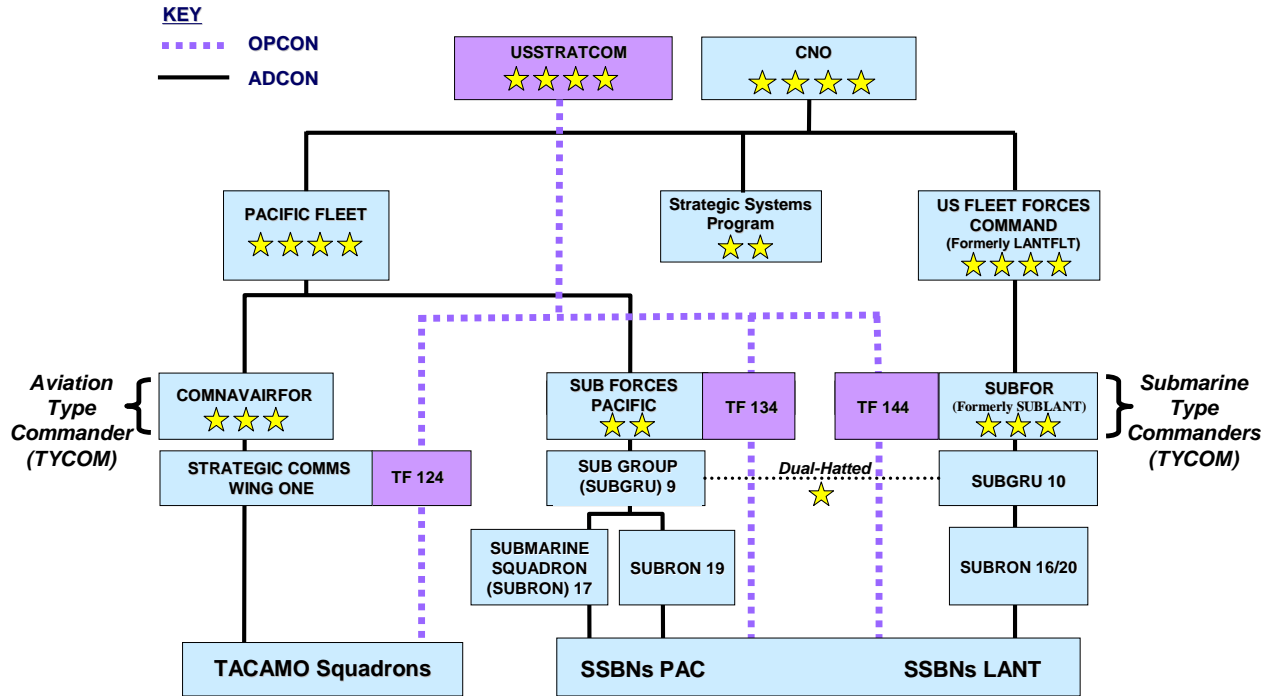 KEY
OPCON
ADCON
USSTRATCOM
CNO
PACIFIC FLEET
Strategic Systems
Program
US FLEET FORCES
COMMAND
(Formerly LANTFLT)
Aviation
Type
Commander
(TYCOM)
COMNAVAIRFOR
SUB FORCES
PACIFIC
TF 134
TF 144
SUBFOR
(Formerly SUBLANT)
Submarine
Type
Commanders
(TYCOM)
STRATEGIC COMMS
WING ONE
TF 124
SUB GROUP
(SUBGRU) 9
Dual-Hatted
SUBGRU 10
SUBMARINE
SQUADRON
(SUBRON) 17
SUBRON 19
SUBRON 16/20
TACAMO Squadrons
SSBNs PAC
SSBNs LANT